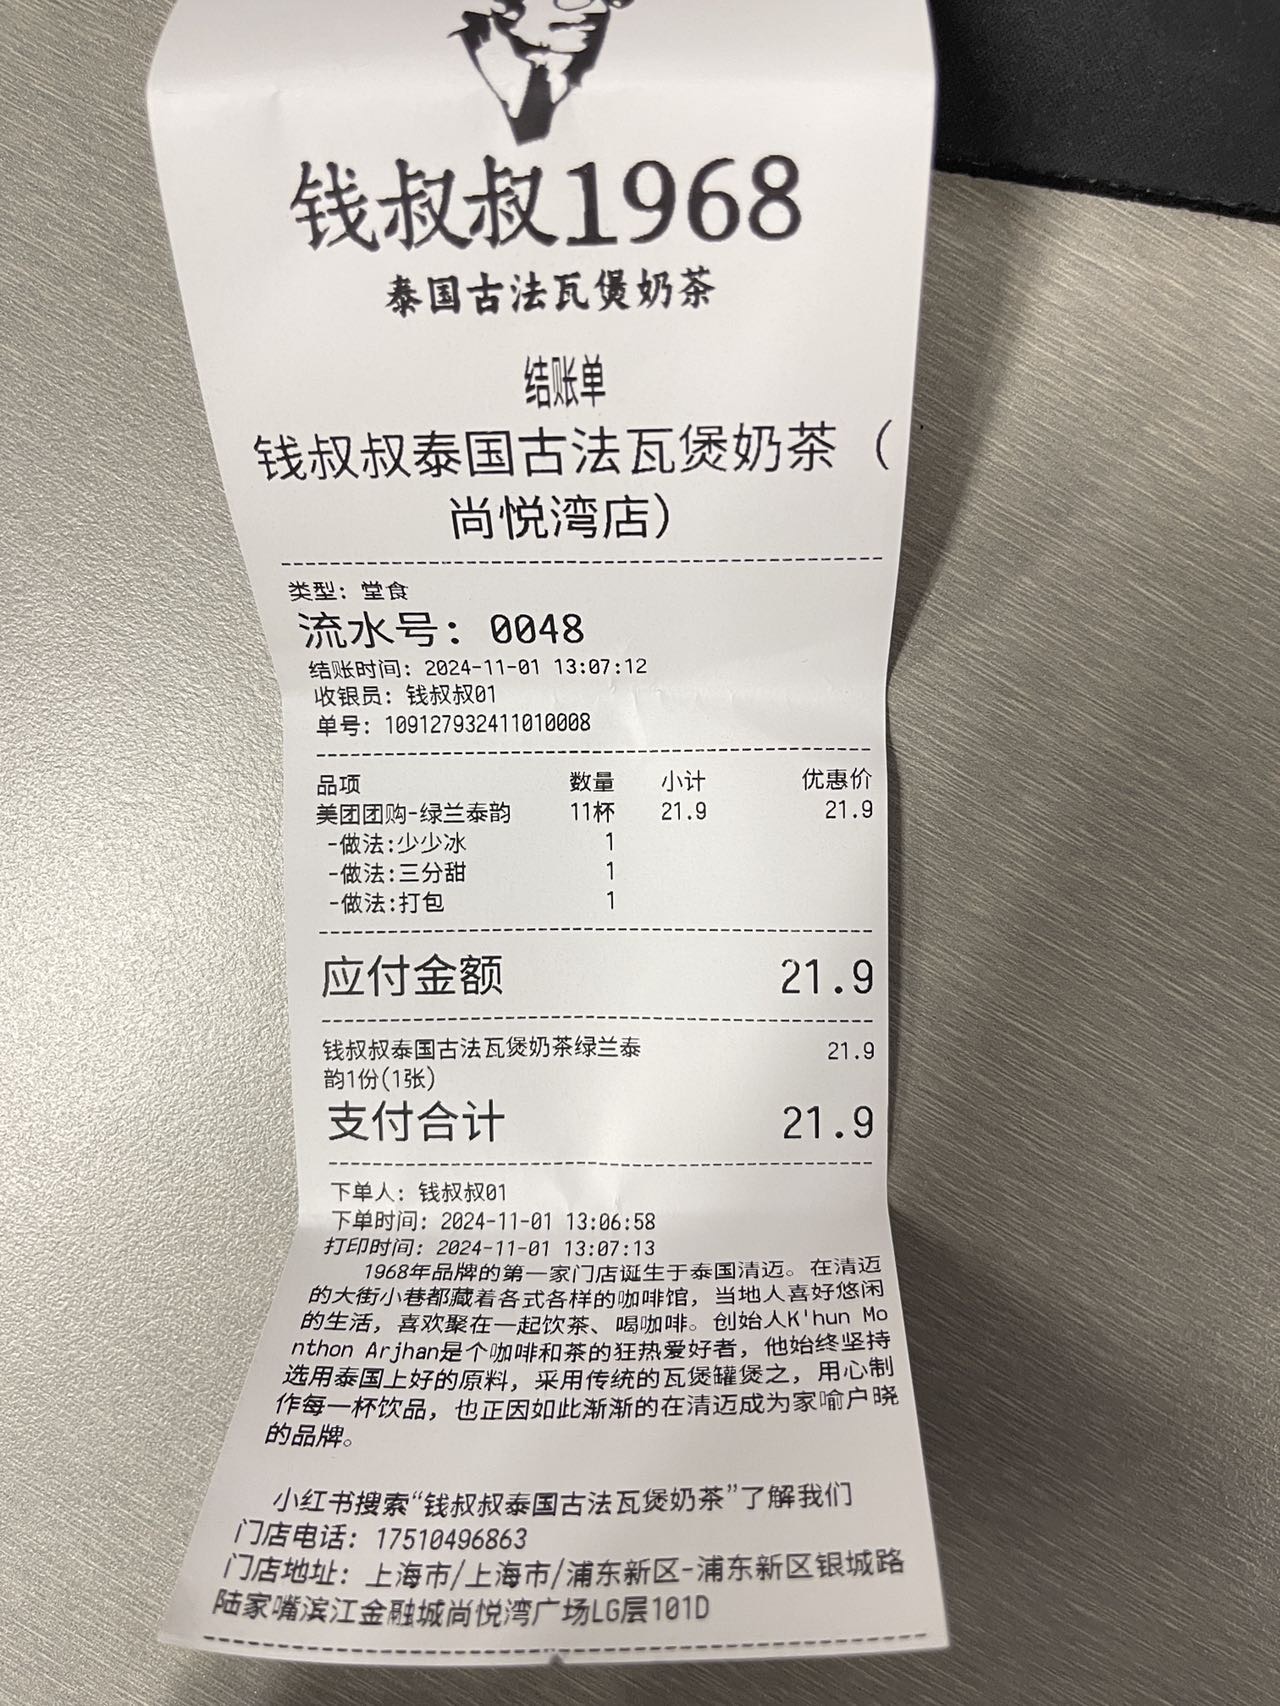 钱叔叔1968
泰国古法瓦煲奶茶
结账单
钱叔叔泰国古法瓦煲奶茶（
尚悦湾店）
类型：堂食
流水号：0048
结账时间：2024-11-01 13:07:12
收银员：钱叔叔01
单号：109127932411010008
品项 数量 小计 优惠价
美团团购-绿兰泰韵 11杯 21.9 21.9
-做法:少少冰 1
-做法:三分甜 1
-做法:打包 1
应付金额 21.9
钱叔叔泰国古法瓦煲奶茶绿兰泰 21.9
韵1份(1张)
支付合计 21.9
下单人：钱叔叔01
下单时间：2024-11-01 13:06:58
打印时间：2024-11-01 13:07:13
1968年品牌的第一家门店诞生于泰国清迈。在清迈
的大街小巷都藏着各式各样的咖啡馆，当地人喜好悠闲
的生活，喜欢聚在一起饮茶、喝咖啡。创始人K'hun Mo
nthon Arjhan是个咖啡和茶的狂热爱好者，他始终坚持
选用泰国上好的原料，采用传统的瓦煲罐煲之，用心制
作每一杯饮品，也正因如此渐渐的在清迈成为家喻户晓
的品牌。
小红书搜索“钱叔叔泰国古法瓦煲奶茶”了解我们
门店电话：17510496863
门店地址：上海市/上海市/浦东新区-浦东新区银城路
陆家嘴滨江金融城尚悦湾广场LG层101D